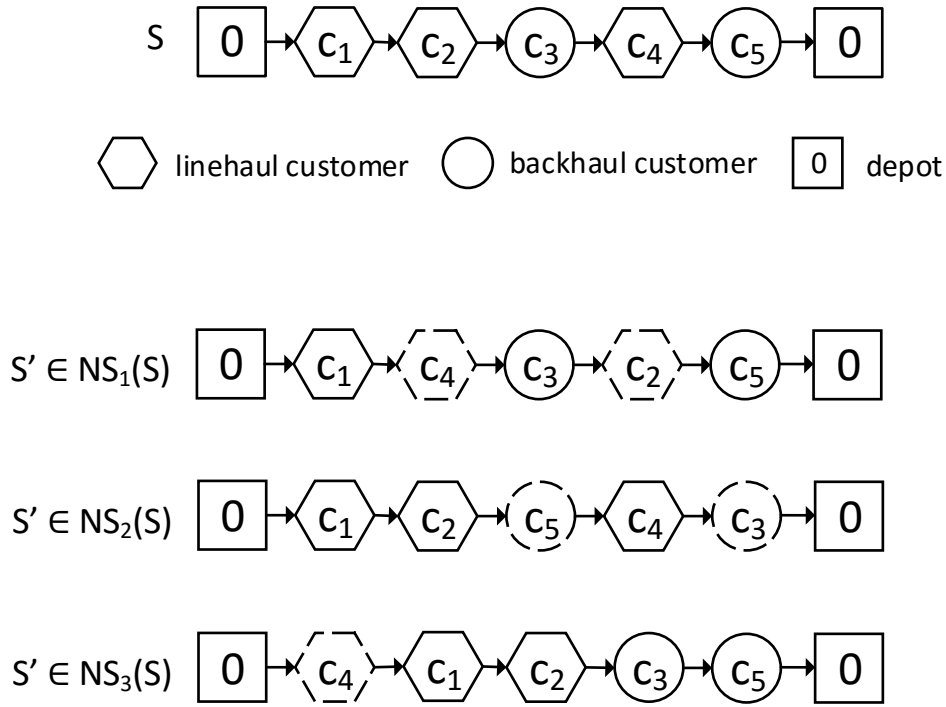 S 0 c₁ c₂ c₃ c₄ c₅ 0
linehaul customer backhaul customer 0 depot
S' ∈ NS₁(S) 0 c₁ c₄ c₃ c₂ c₅ 0
S' ∈ NS₂(S) 0 c₁ c₂ c₅ c₄ c₃ 0
S' ∈ NS₃(S) 0 c₄ c₁ c₂ c₃ c₅ 0